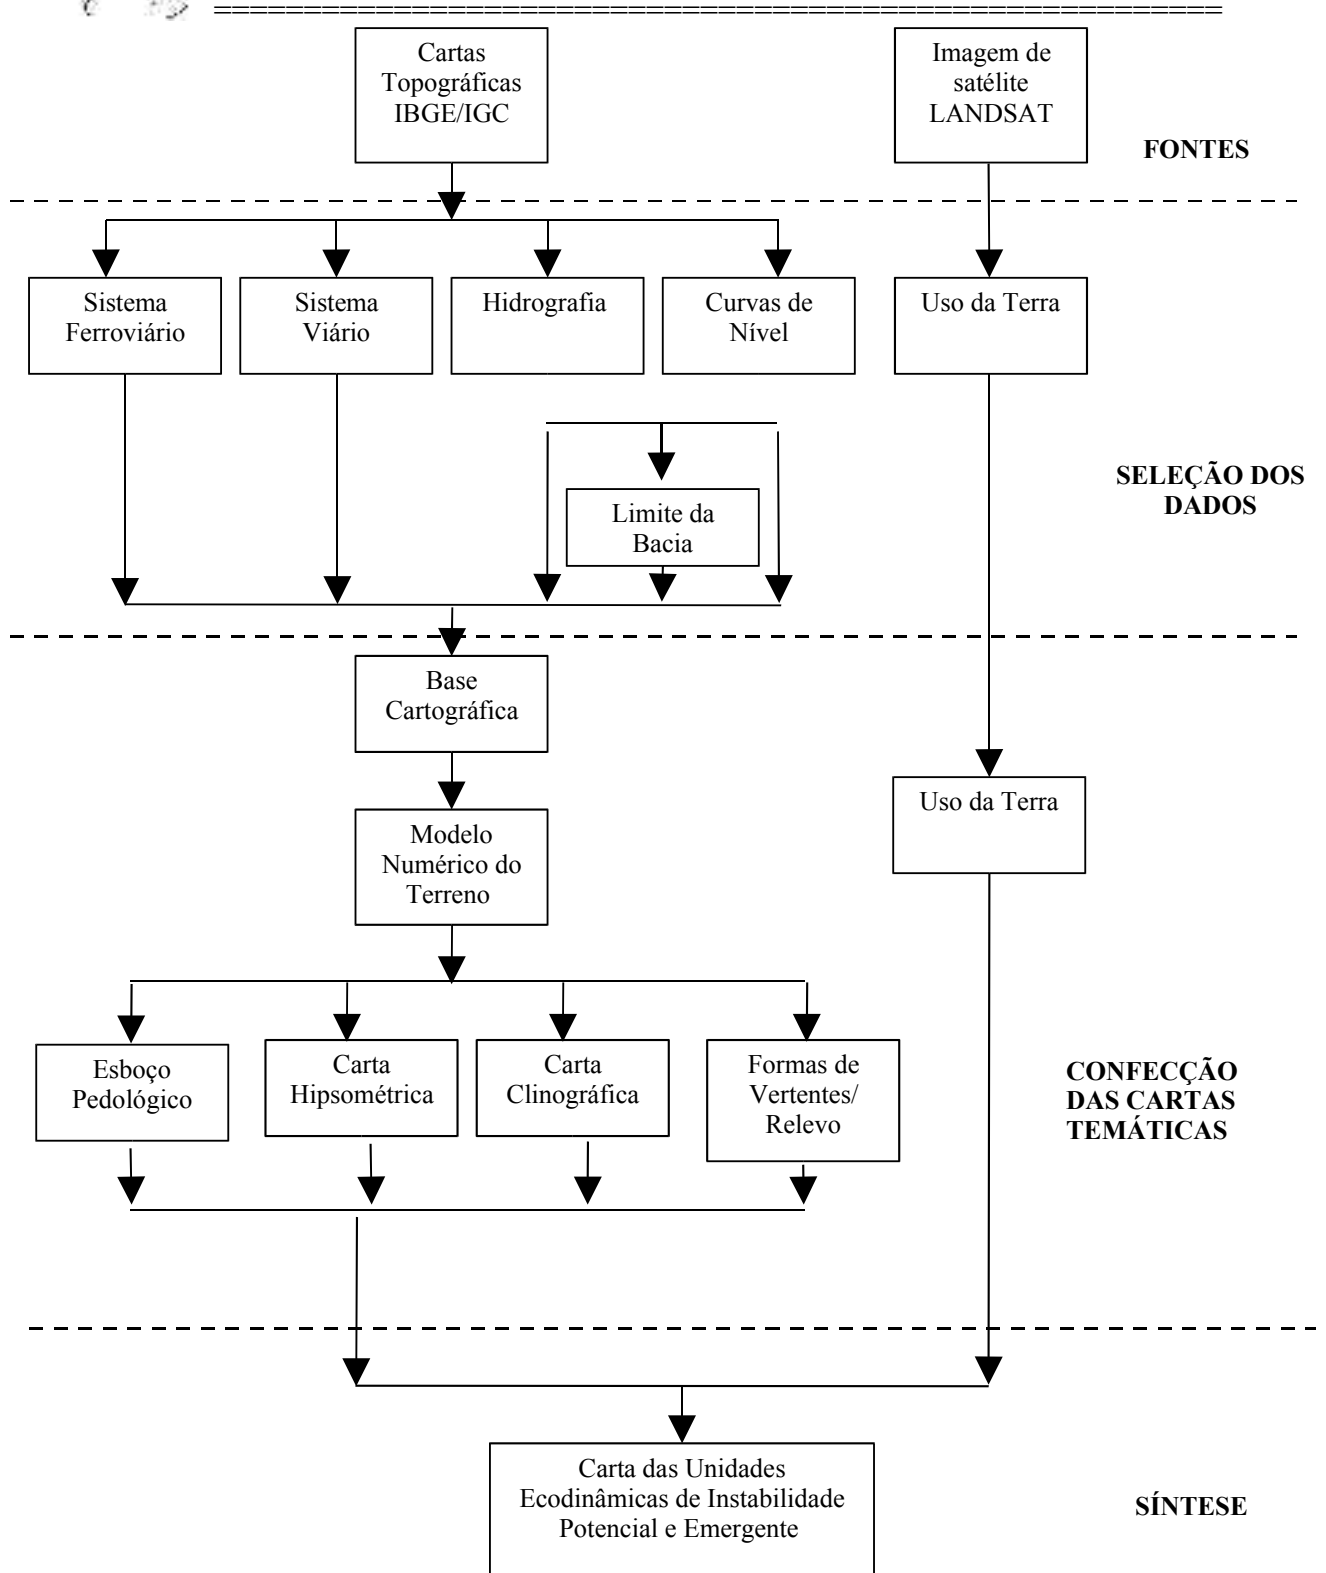 Cartas
Topográficas
IBGE/IGC
Imagem de
satélite
LANDSAT
FONTES
Sistema
Ferroviário
Sistema
Viário
Hidrografia
Curvas de
Nível
Uso da Terra
Limite da
Bacia
SELEÇÃO DOS
DADOS
Base
Cartográfica
Modelo
Numérico do
Terreno
Uso da Terra
Esboço
Pedológico
Carta
Hipsométrica
Carta
Clinográfica
Formas de
Vertentes/
Relevo
CONFECÇÃO
DAS CARTAS
TEMÁTICAS
Carta das Unidades
Ecodinâmicas de Instabilidade
Potencial e Emergente
SÍNTESE